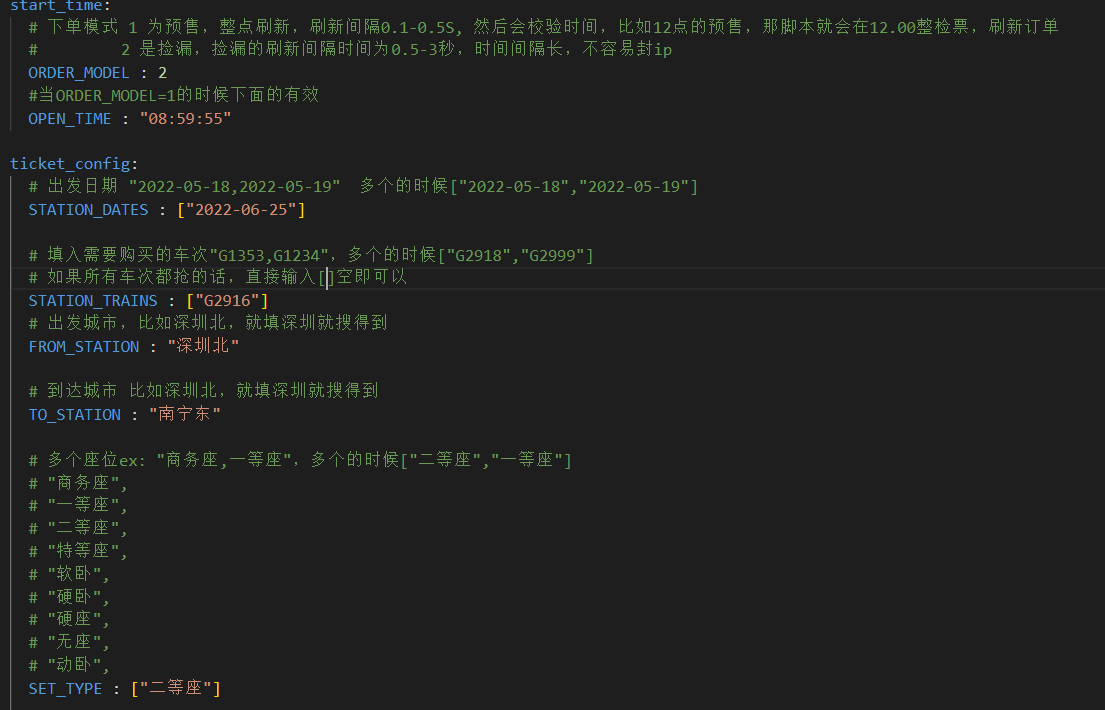 start_time:
# 下单模式 1 为预售，整点刷新，刷新间隔0.1-0.5S, 然后会校验时间，比如12点的预售，那脚本就会在12.00整检票，刷新订单
# 2 是捡漏，捡漏的刷新间隔时间为0.5-3秒，时间间隔长，不容易封ip
ORDER_MODEL : 2
#当ORDER_MODEL=1的时候下面的有效
OPEN_TIME : "08:59:55"
ticket_config:
# 出发日期 "2022-05-18,2022-05-19" 多个的时候["2022-05-18","2022-05-19"]
STATION_DATES : ["2022-06-25"]
# 填入需要购买的车次"G1353,G1234"，多个的时候["G2918","G2999"]
# 如果所有车次都抢的话，直接输入[]空即可以
STATION_TRAINS : ["G2916"]
# 出发城市，比如深圳北，就填深圳就搜得到
FROM_STATION : "深圳北"
# 到达城市 比如深圳北，就填深圳就搜得到
TO_STATION : "南宁东"
# 多个座位ex: "商务座,一等座"，多个的时候["二等座","一等座"]
# "商务座",
# "一等座",
# "二等座",
# "特等座",
# "软卧",
# "硬卧",
# "硬座",
# "无座",
# "动卧",
SET_TYPE : ["二等座"]